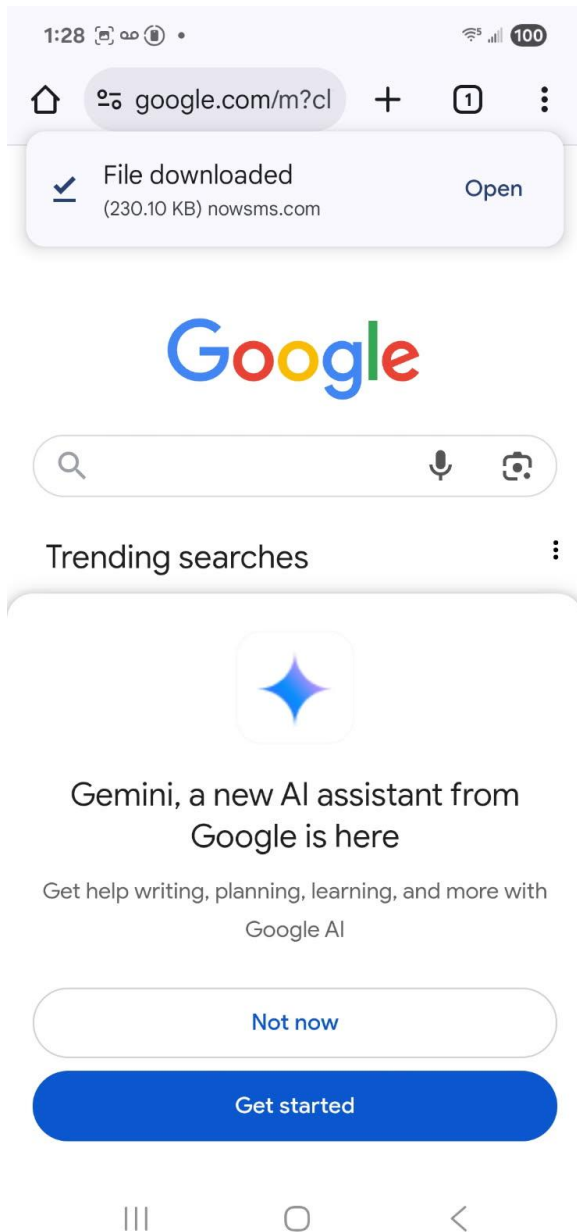 1:28
5
100
google.com/m?cl
1
File downloaded
Open
(230.10 KB) nowsms.com
Google
Trending searches
Gemini, a new AI assistant from
Google is here
Get help writing, planning, learning, and more with
Google AI
Not now
Get started